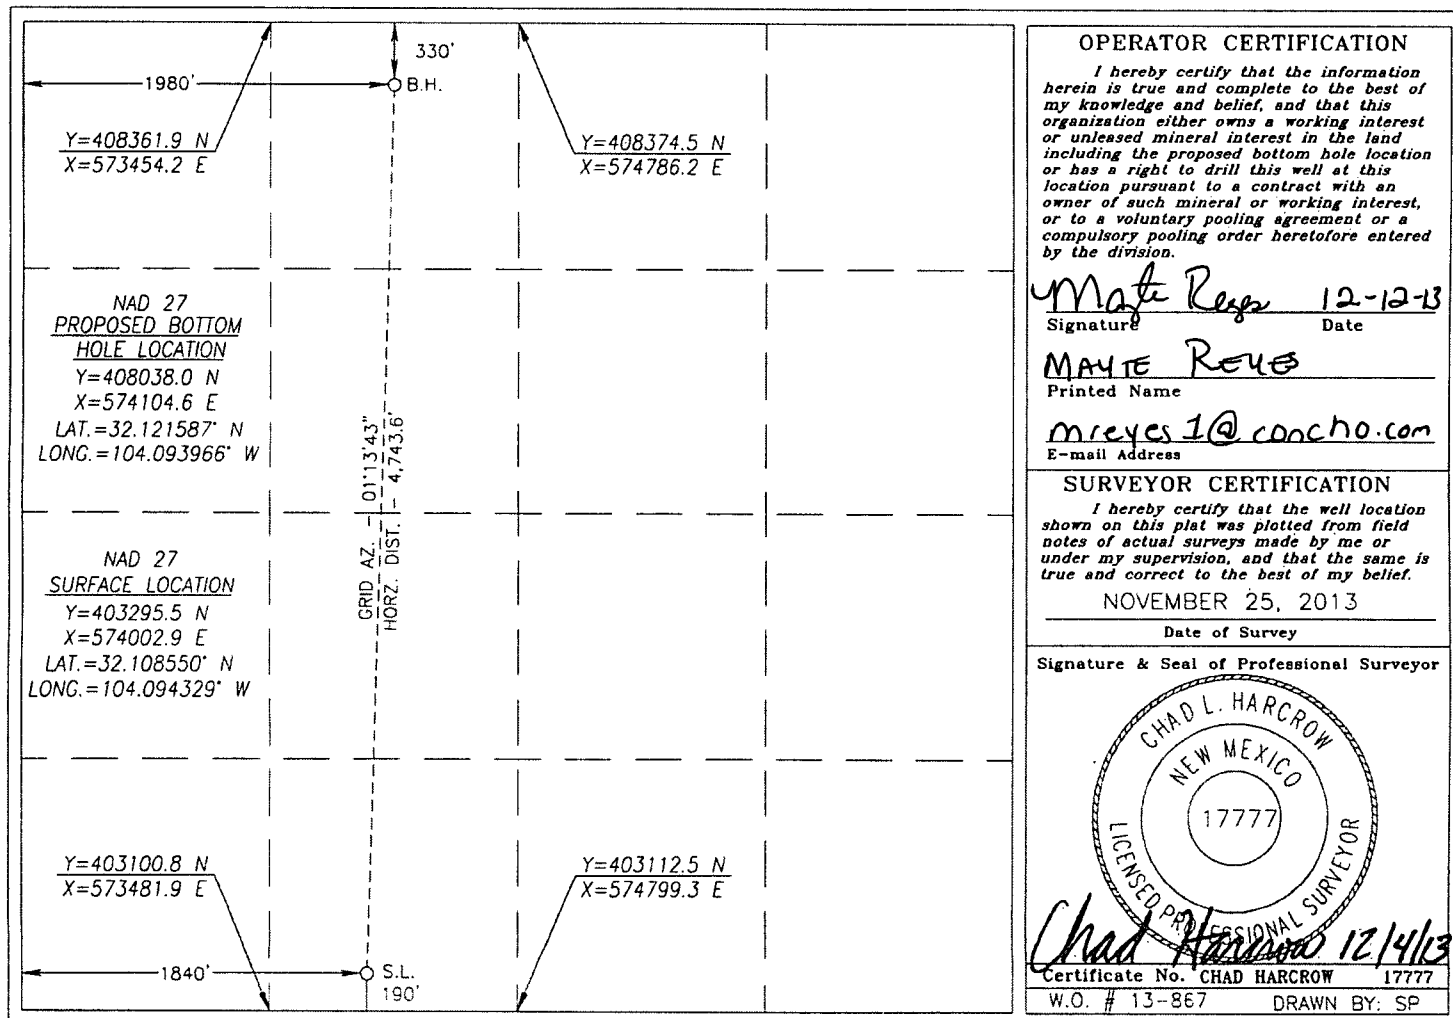 330'
1980'
B.H.
Y=408361.9 N
X=573454.2 E
Y=408374.5 N
X=574786.2 E
NAD 27
PROPOSED BOTTOM
HOLE LOCATION
Y=408038.0 N
X=574104.6 E
LAT.=32.121587° N
LONG.=104.093966° W
GRID AZ. - 01°13'43"
HORZ. DIST. - 4,743.6'
NAD 27
SURFACE LOCATION
Y=403295.5 N
X=574002.9 E
LAT.=32.108550° N
LONG.=104.094329° W
Y=403100.8 N
X=573481.9 E
Y=403112.5 N
X=574799.3 E
1840'
S.L.
190'
OPERATOR CERTIFICATION
I hereby certify that the information
herein is true and complete to the best of
my knowledge and belief, and that this
organization either owns a working interest
or unleased mineral interest in the land
including the proposed bottom hole location
or has a right to drill this well at this
location pursuant to a contract with an
owner of such mineral or working interest,
or to a voluntary pooling agreement or a
compulsory pooling order heretofore entered
by the division.
Mayte Reyes 12-12-13
Signature Date
MAYTE REYES
Printed Name
mreyes1@concho.com
E-mail Address
SURVEYOR CERTIFICATION
I hereby certify that the well location
shown on this plat was plotted from field
notes of actual surveys made by me or
under my supervision, and that the same is
true and correct to the best of my belief.
NOVEMBER 25, 2013
Date of Survey
Signature & Seal of Professional Surveyor
CHAD L. HARCROW
NEW MEXICO
17777
LICENSED PROFESSIONAL SURVEYOR
Chad Harcrow 12/4/13
Certificate No. CHAD HARCROW 17777
W.O. # 13-867 DRAWN BY: SP